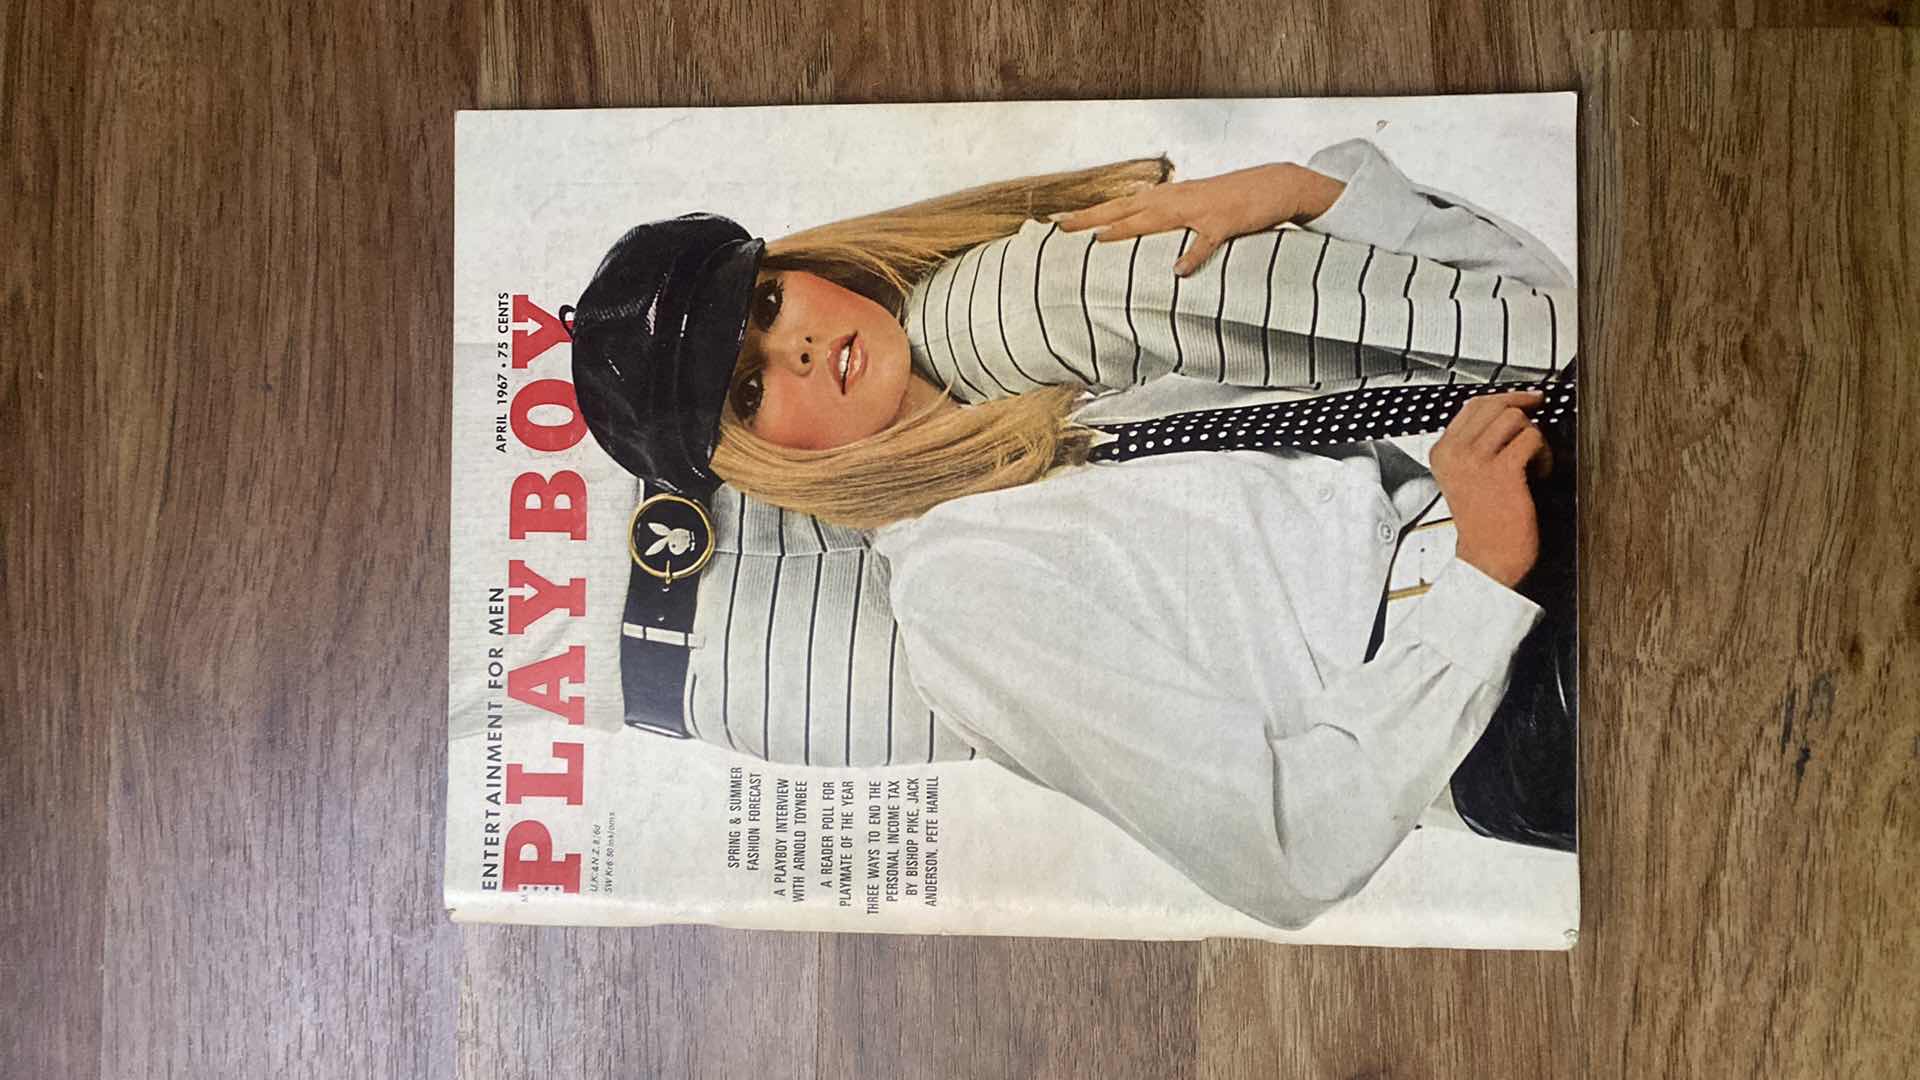 ENTERTAINMENT FOR MEN
APRIL 1967 • 75 CENTS
PLAYBOY
U.K. & N.Z. 8/6d
SPRING & SUMMER
FASHION FORECAST
A PLAYBOY INTERVIEW
WITH ARNOLD TOYNBEE
A READER POLL FOR
PLAYMATE OF THE YEAR
THREE WAYS TO END THE
PERSONAL INCOME TAX
BY BISHOP PIKE, JACK
ANDERSON, PETE HAMILL